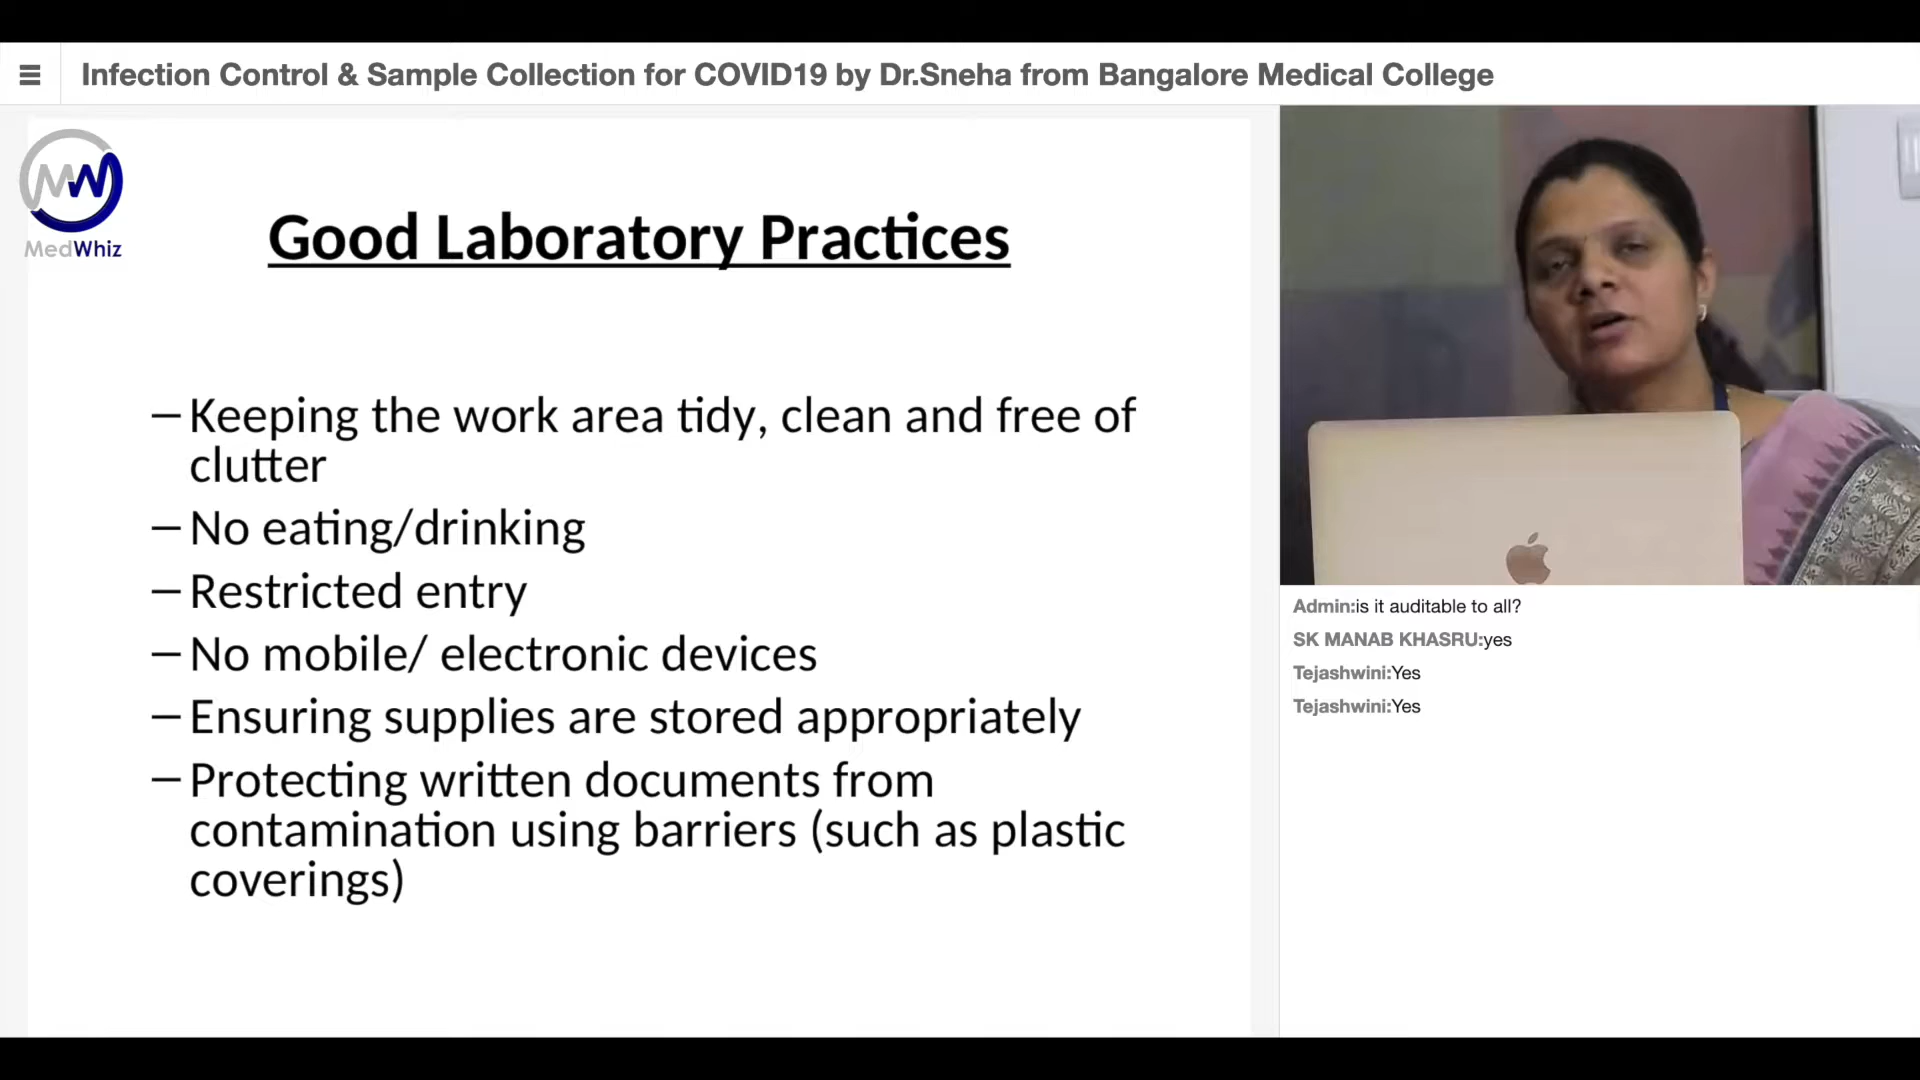 Infection Control & Sample Collection for COVID19 by Dr.Sneha from Bangalore Medical College
MW
MedWhiz
Good Laboratory Practices
– Keeping the work area tidy, clean and free of
clutter
– No eating/drinking
– Restricted entry
– No mobile/ electronic devices
– Ensuring supplies are stored appropriately
– Protecting written documents from
contamination using barriers (such as plastic
coverings)
Admin:is it auditable to all?
SK MANAB KHASRU:yes
Tejashwini:Yes
Tejashwini:Yes